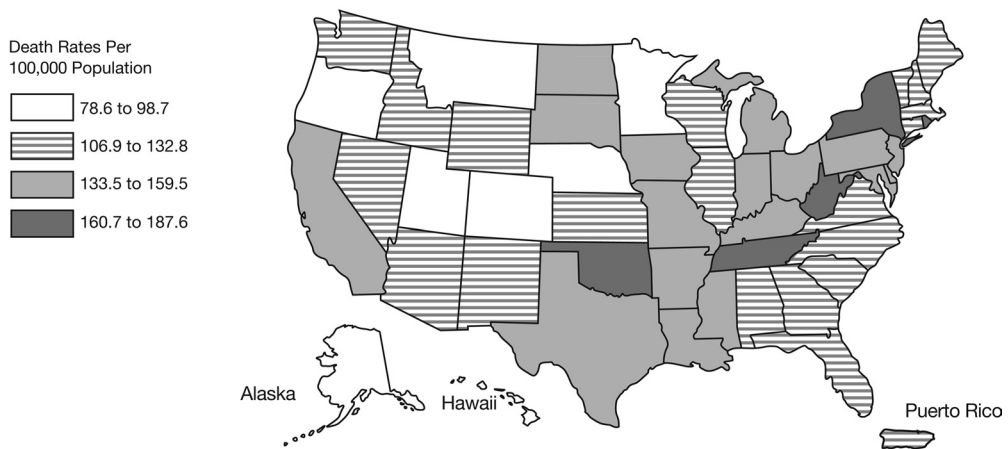 Death Rates Per
100,000 Population
78.6 to 98.7
106.9 to 132.8
133.5 to 159.5
160.7 to 187.6
Alaska
Hawaii
Puerto Rico